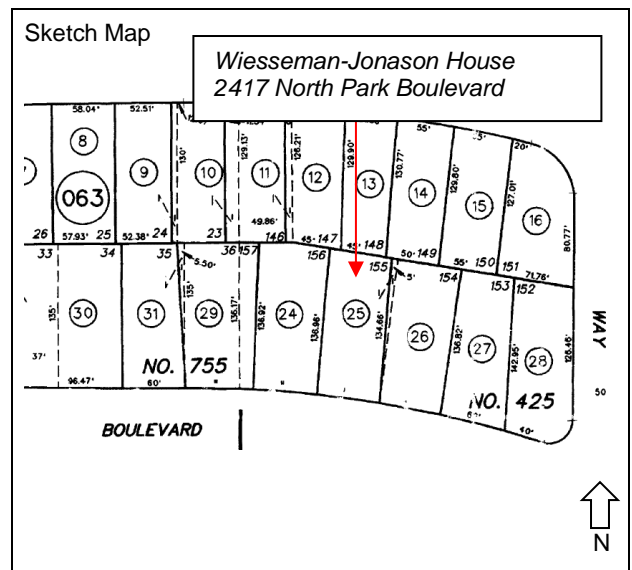 Sketch Map
Wiesseman-Jonason House
2417 North Park Boulevard
58.04' 52.51' 55' 20'
8 9 10 11 12 13 14 15 16
130' 129.13' 126.21' 129.90' 130.77' 129.80' 127.01' 80.77'
063
49.86'
26 57.93' 25 52.38' 24 23 146 45' 147 45' 148 50' 149 55' 150 151 71.76'
33 34 35 36 157 156 155 5' 154 153 152
5.50'
135' 135' 136.17' 136.92' 136.96' 134.66' 136.82' 142.95' 126.46'
30 31 29 24 25 26 27 28
WAY
50
37'
NO. 755
96.47' 60'
NO. 425
40'
BOULEVARD
N